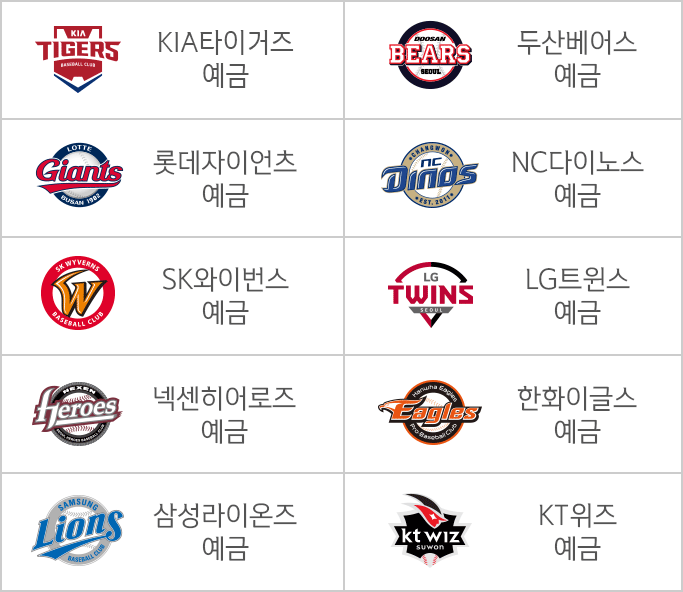 KIA
TIGERS
BASEBALL CLUB
KIA타이거즈
예금
DOOSAN
BEARS
SEOUL
두산베어스
예금
LOTTE
Giants
BUSAN 1982
롯데자이언츠
예금
CHANGWON
NC
DINOS
EST. 2011
NC다이노스
예금
SK WYVERNS
W
BASEBALL CLUB
SK와이번스
예금
LG
TWINS
SEOUL
LG트윈스
예금
NEXEN
Heroes
SEOUL HEROES BASEBALL CLUB
넥센히어로즈
예금
Hanwha Eagles
Eagles
Pro Baseball Club
한화이글스
예금
SAMSUNG
Lions
BASEBALL CLUB
삼성라이온즈
예금
kt wiz
suwon
KT위즈
예금